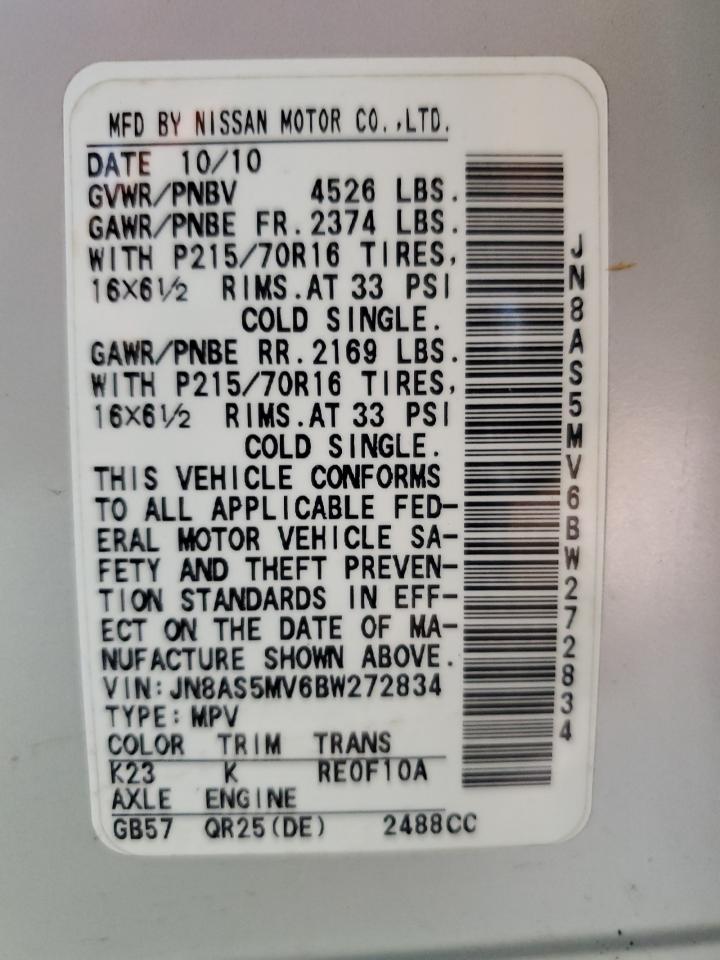 MFD BY NISSAN MOTOR CO.,LTD.
DATE 10/10
GVWR/PNBV 4526 LBS.
GAWR/PNBE FR.2374 LBS.
WITH P215/70R16 TIRES,
16X6½ RIMS.AT 33 PSI
COLD SINGLE.
GAWR/PNBE RR.2169 LBS.
WITH P215/70R16 TIRES,
16X6½ RIMS.AT 33 PSI
COLD SINGLE.
THIS VEHICLE CONFORMS
TO ALL APPLICABLE FED-
ERAL MOTOR VEHICLE SA-
FETY AND THEFT PREVEN-
TION STANDARDS IN EFF-
ECT ON THE DATE OF MA-
NUFACTURE SHOWN ABOVE.
VIN:JN8AS5MV6BW272834
TYPE:MPV
COLOR TRIM TRANS
K23 K RE0F10A
AXLE ENGINE
GB57 QR25(DE) 2488CC
JN8AS5MV6BW272834